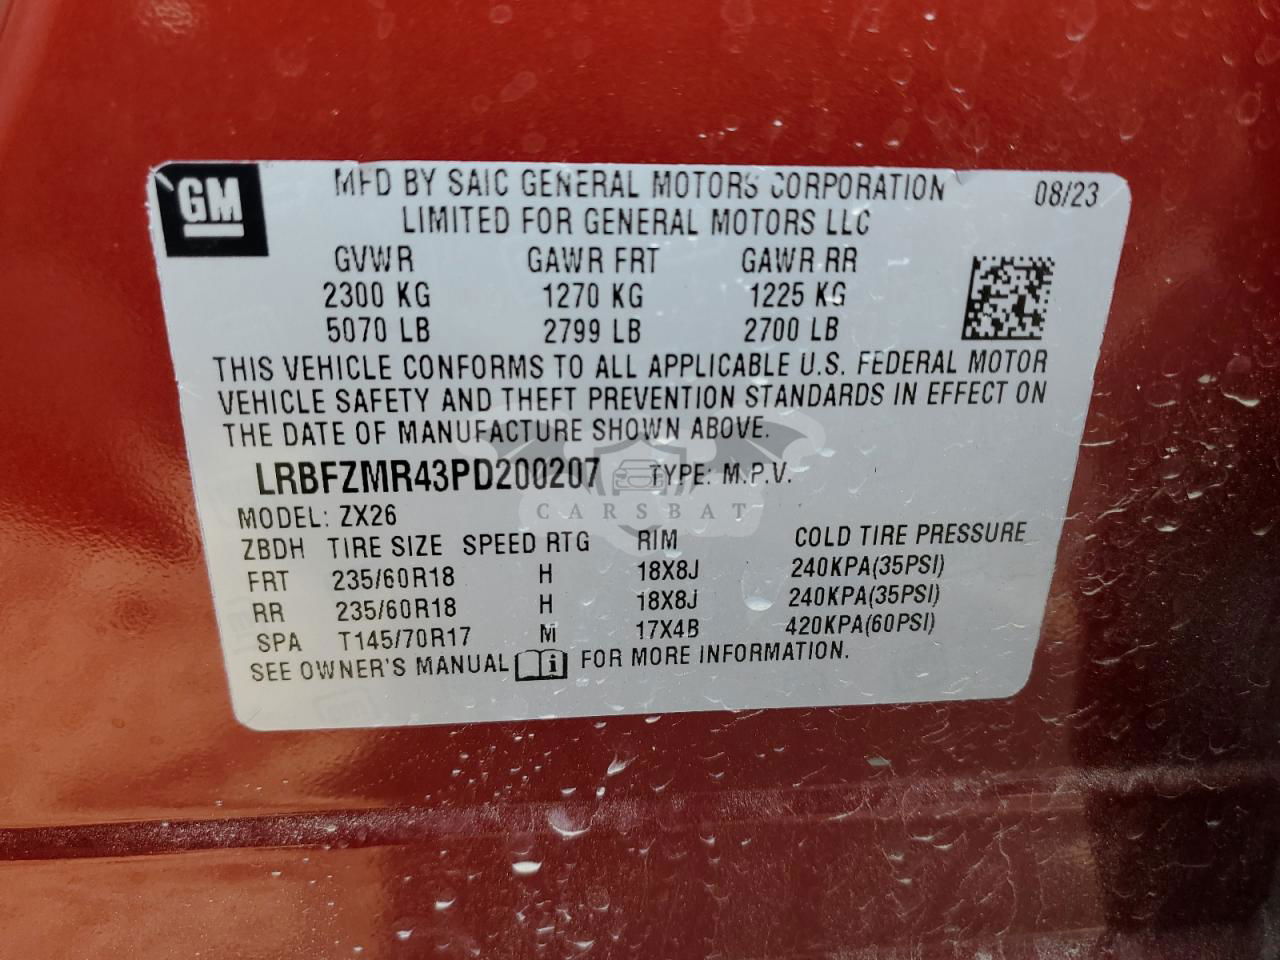 GM
MFD BY SAIC GENERAL MOTORS CORPORATION 08/23
LIMITED FOR GENERAL MOTORS LLC
GVWR GAWR FRT GAWR RR
2300 KG 1270 KG 1225 KG
5070 LB 2799 LB 2700 LB
THIS VEHICLE CONFORMS TO ALL APPLICABLE U.S. FEDERAL MOTOR
VEHICLE SAFETY AND THEFT PREVENTION STANDARDS IN EFFECT ON
THE DATE OF MANUFACTURE SHOWN ABOVE.
LRBFZMR43PD200207 TYPE: M.P.V.
CARSBAT
MODEL: ZX26
ZBDH TIRE SIZE SPEED RTG RIM COLD TIRE PRESSURE
FRT 235/60R18 H 18X8J 240KPA(35PSI)
RR 235/60R18 H 18X8J 240KPA(35PSI)
SPA T145/70R17 M 17X4B 420KPA(60PSI)
SEE OWNER'S MANUAL i FOR MORE INFORMATION.